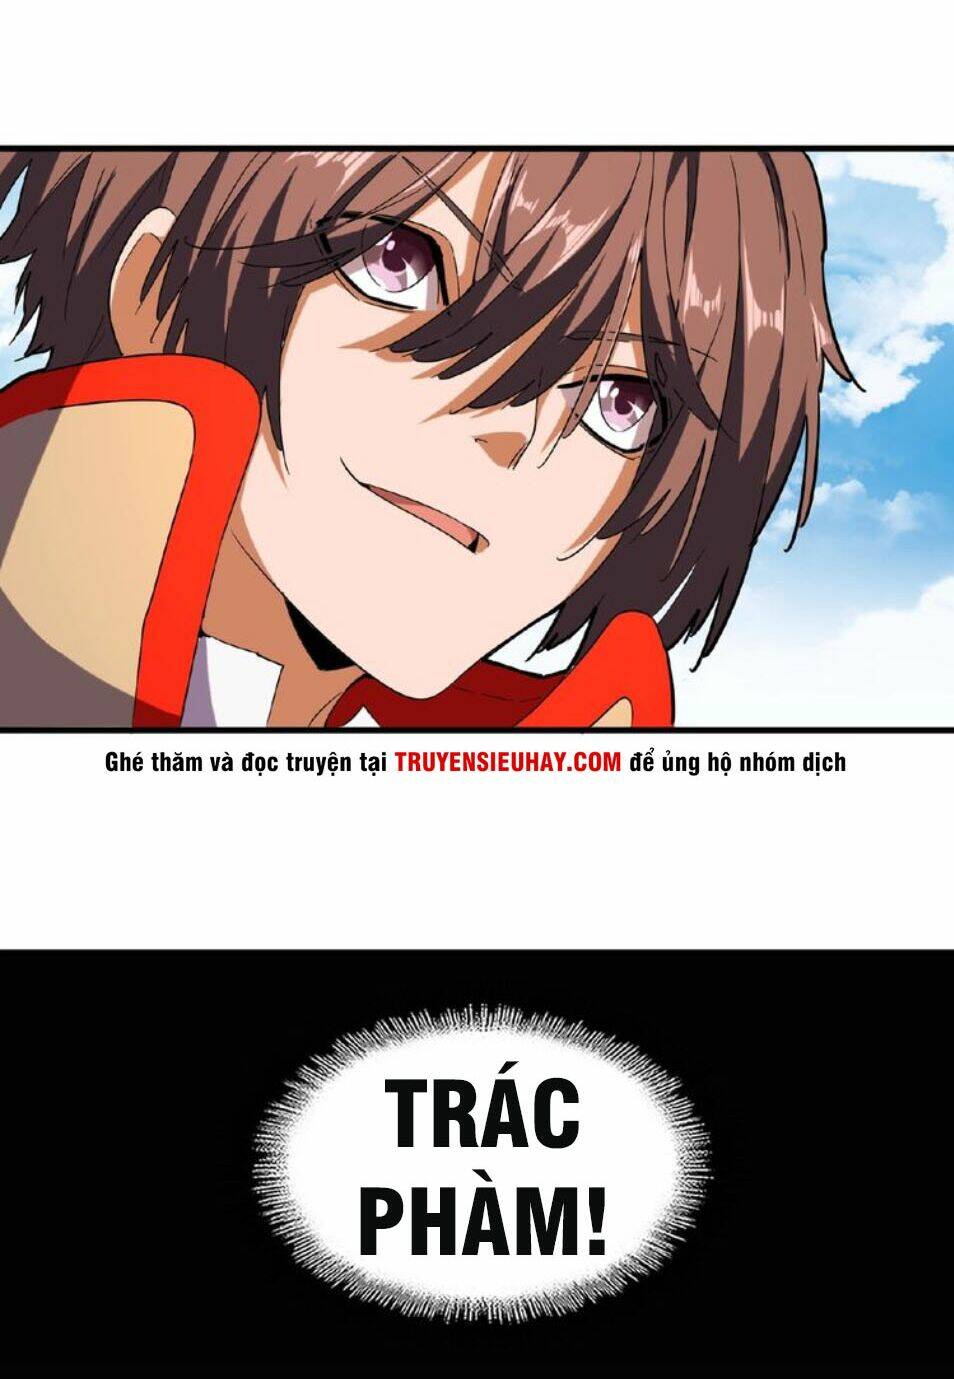 Ghé thăm và đọc truyện tại TRUYENSIEUHAY.COM để ủng hộ nhóm dịch
TRÁC
PHÀM!